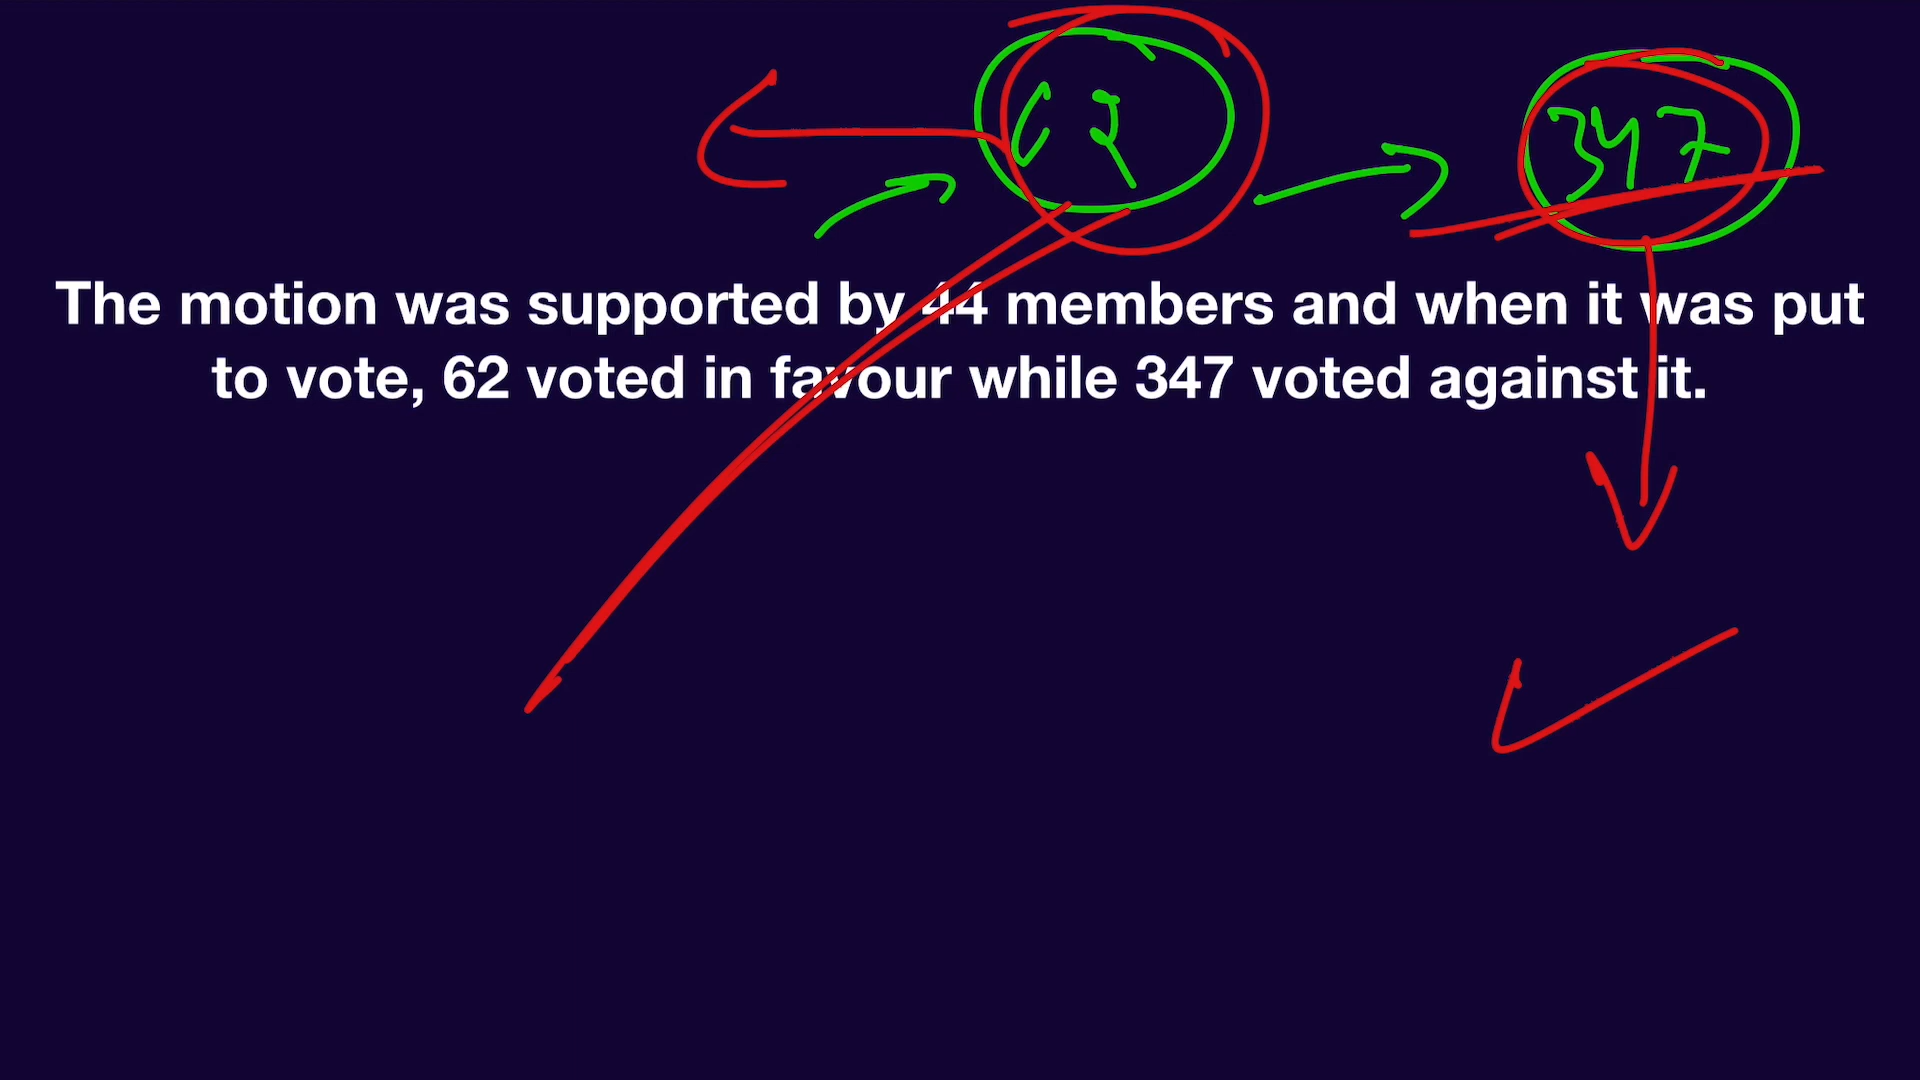 62 347
The motion was supported by 44 members and when it was put
to vote, 62 voted in favour while 347 voted against it.